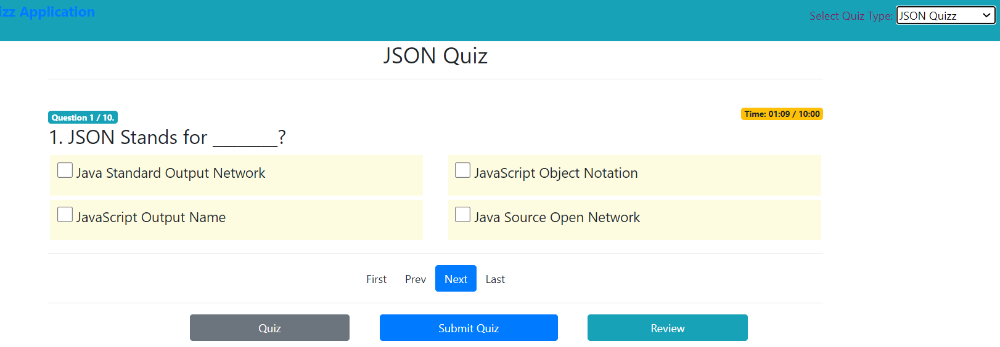 izz Application
Select Quiz Type: JSON Quizz
JSON Quiz
Question 1 / 10.
Time: 01:09 / 10:00
1. JSON Stands for ________?
Java Standard Output Network
JavaScript Object Notation
JavaScript Output Name
Java Source Open Network
First Prev Next Last
Quiz Submit Quiz Review